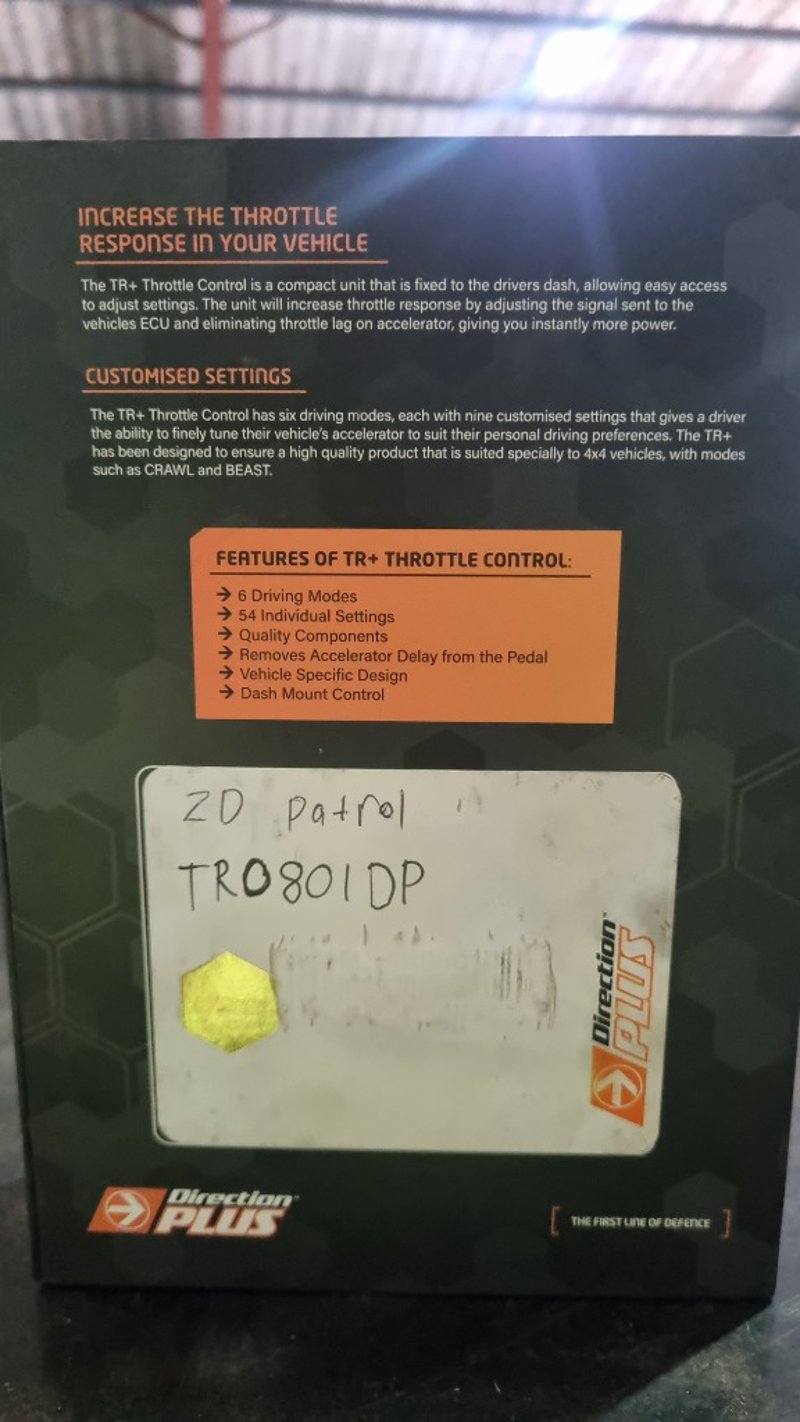 INCREASE THE THROTTLE
RESPONSE IN YOUR VEHICLE
The TR+ Throttle Control is a compact unit that is fixed to the drivers dash, allowing easy access
to adjust settings. The unit will increase throttle response by adjusting the signal sent to the
vehicles ECU and eliminating throttle lag on accelerator, giving you instantly more power.
CUSTOMISED SETTINGS
The TR+ Throttle Control has six driving modes, each with nine customised settings that gives a driver
the ability to finely tune their vehicle's accelerator to suit their personal driving preferences. The TR+
has been designed to ensure a high quality product that is suited specially to 4x4 vehicles, with modes
such as CRAWL and BEAST.
FEATURES OF TR+ THROTTLE CONTROL:
→ 6 Driving Modes
→ 54 Individual Settings
→ Quality Components
→ Removes Accelerator Delay from the Pedal
→ Vehicle Specific Design
→ Dash Mount Control
ZD patrol
TR0801DP
Direction™
PLUS
Direction™
PLUS
[ THE FIRST LINE OF DEFENCE ]